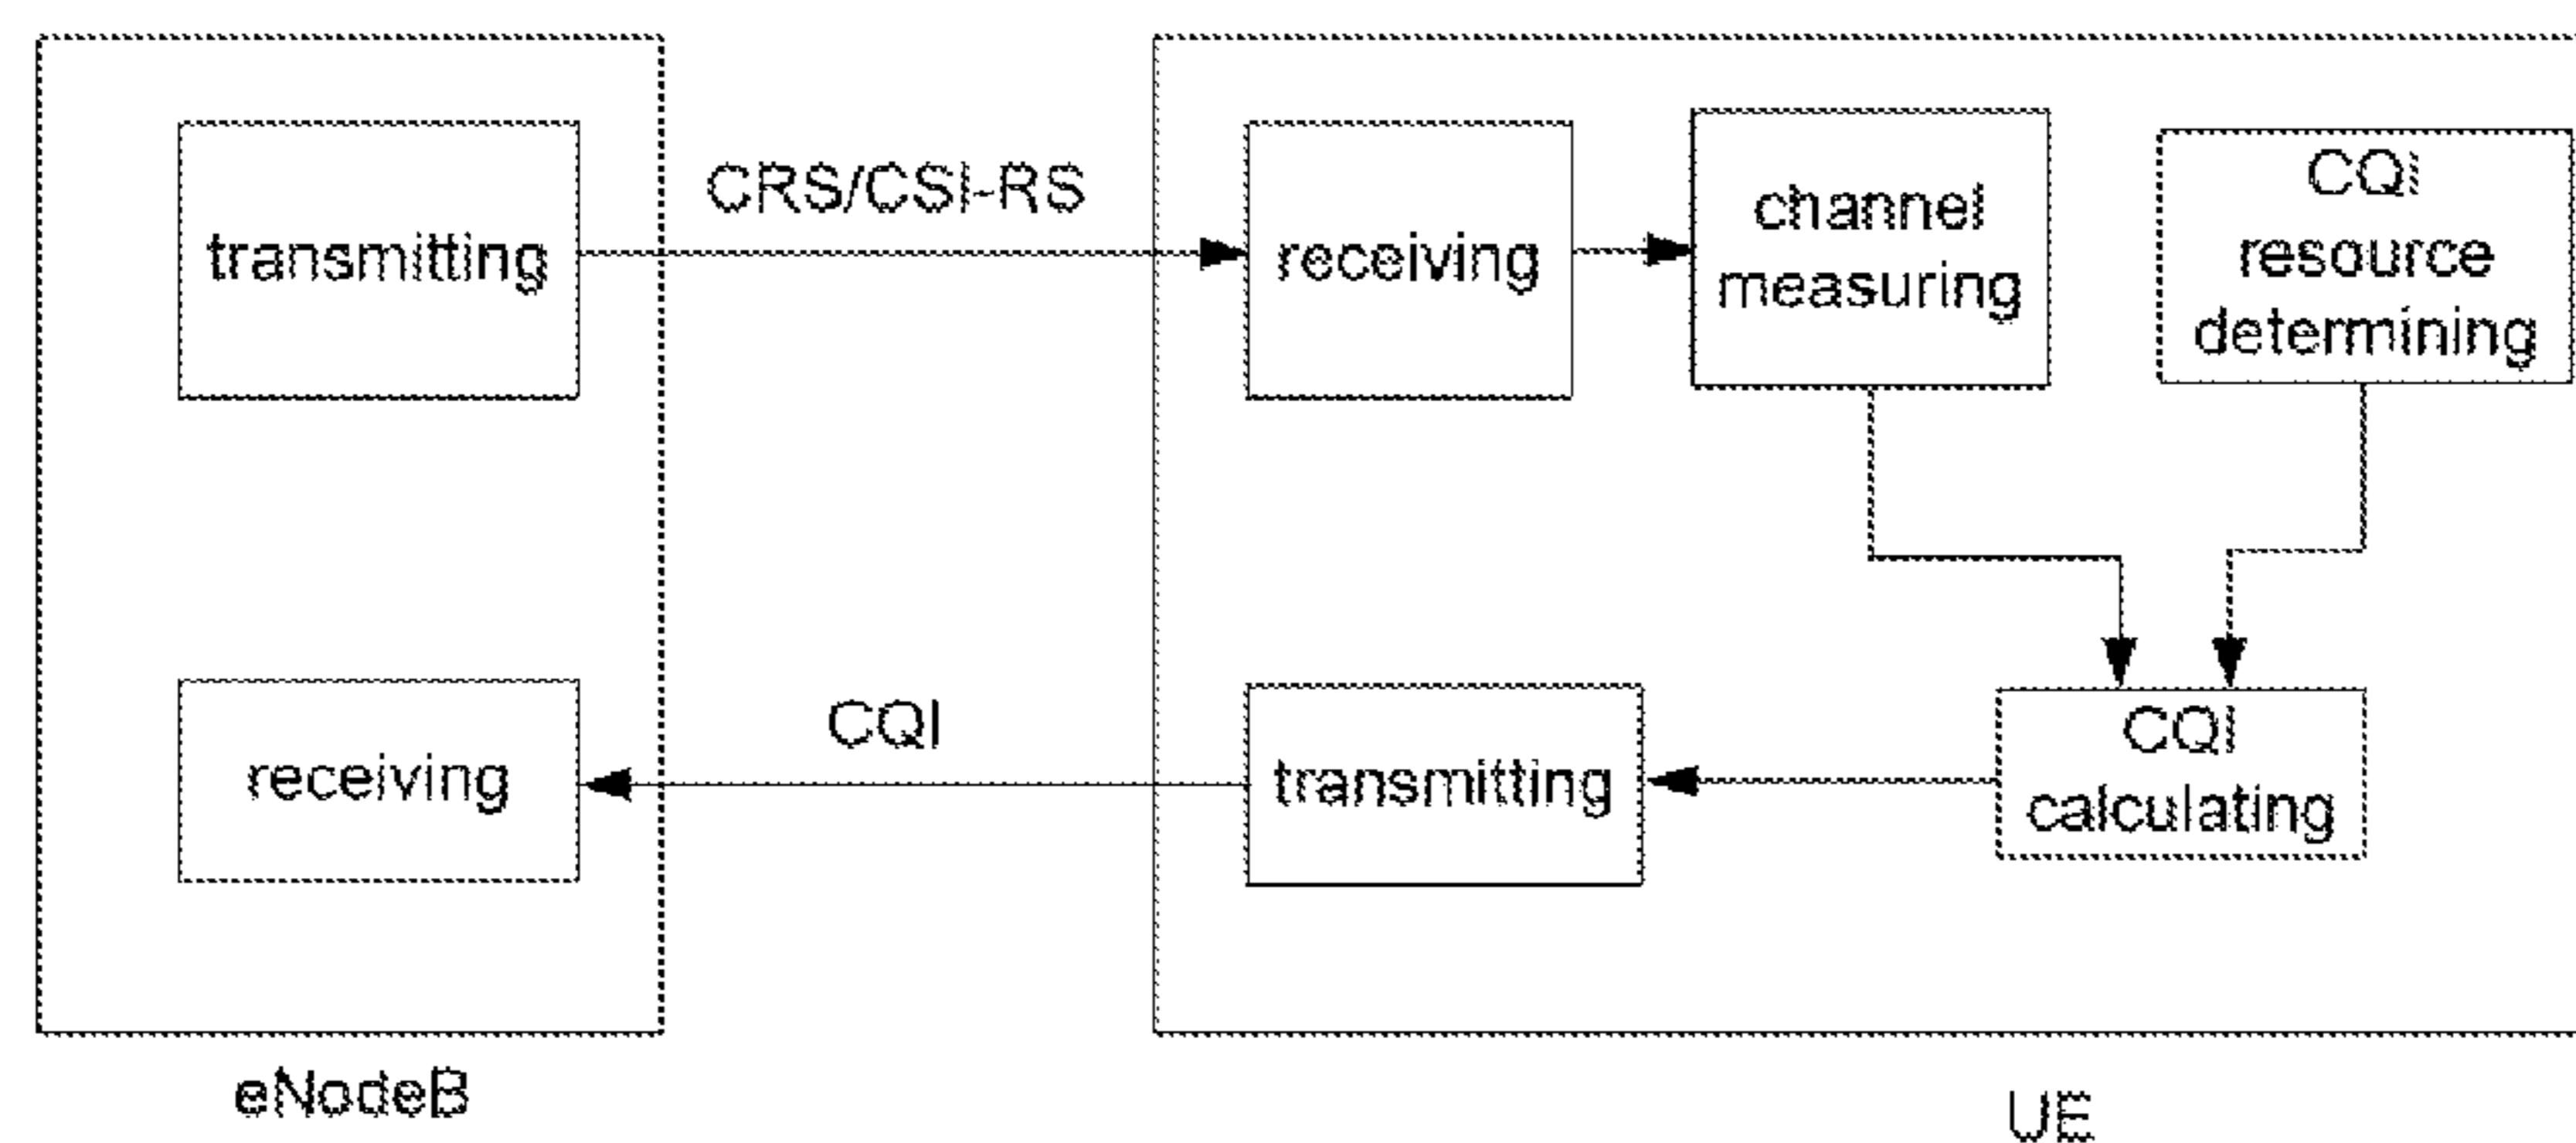 transmitting
CRS/CSI-RS
receiving
channel
measuring
CQI
resource
determining
receiving
CQI
transmitting
CQI
calculating
eNodeB
UE